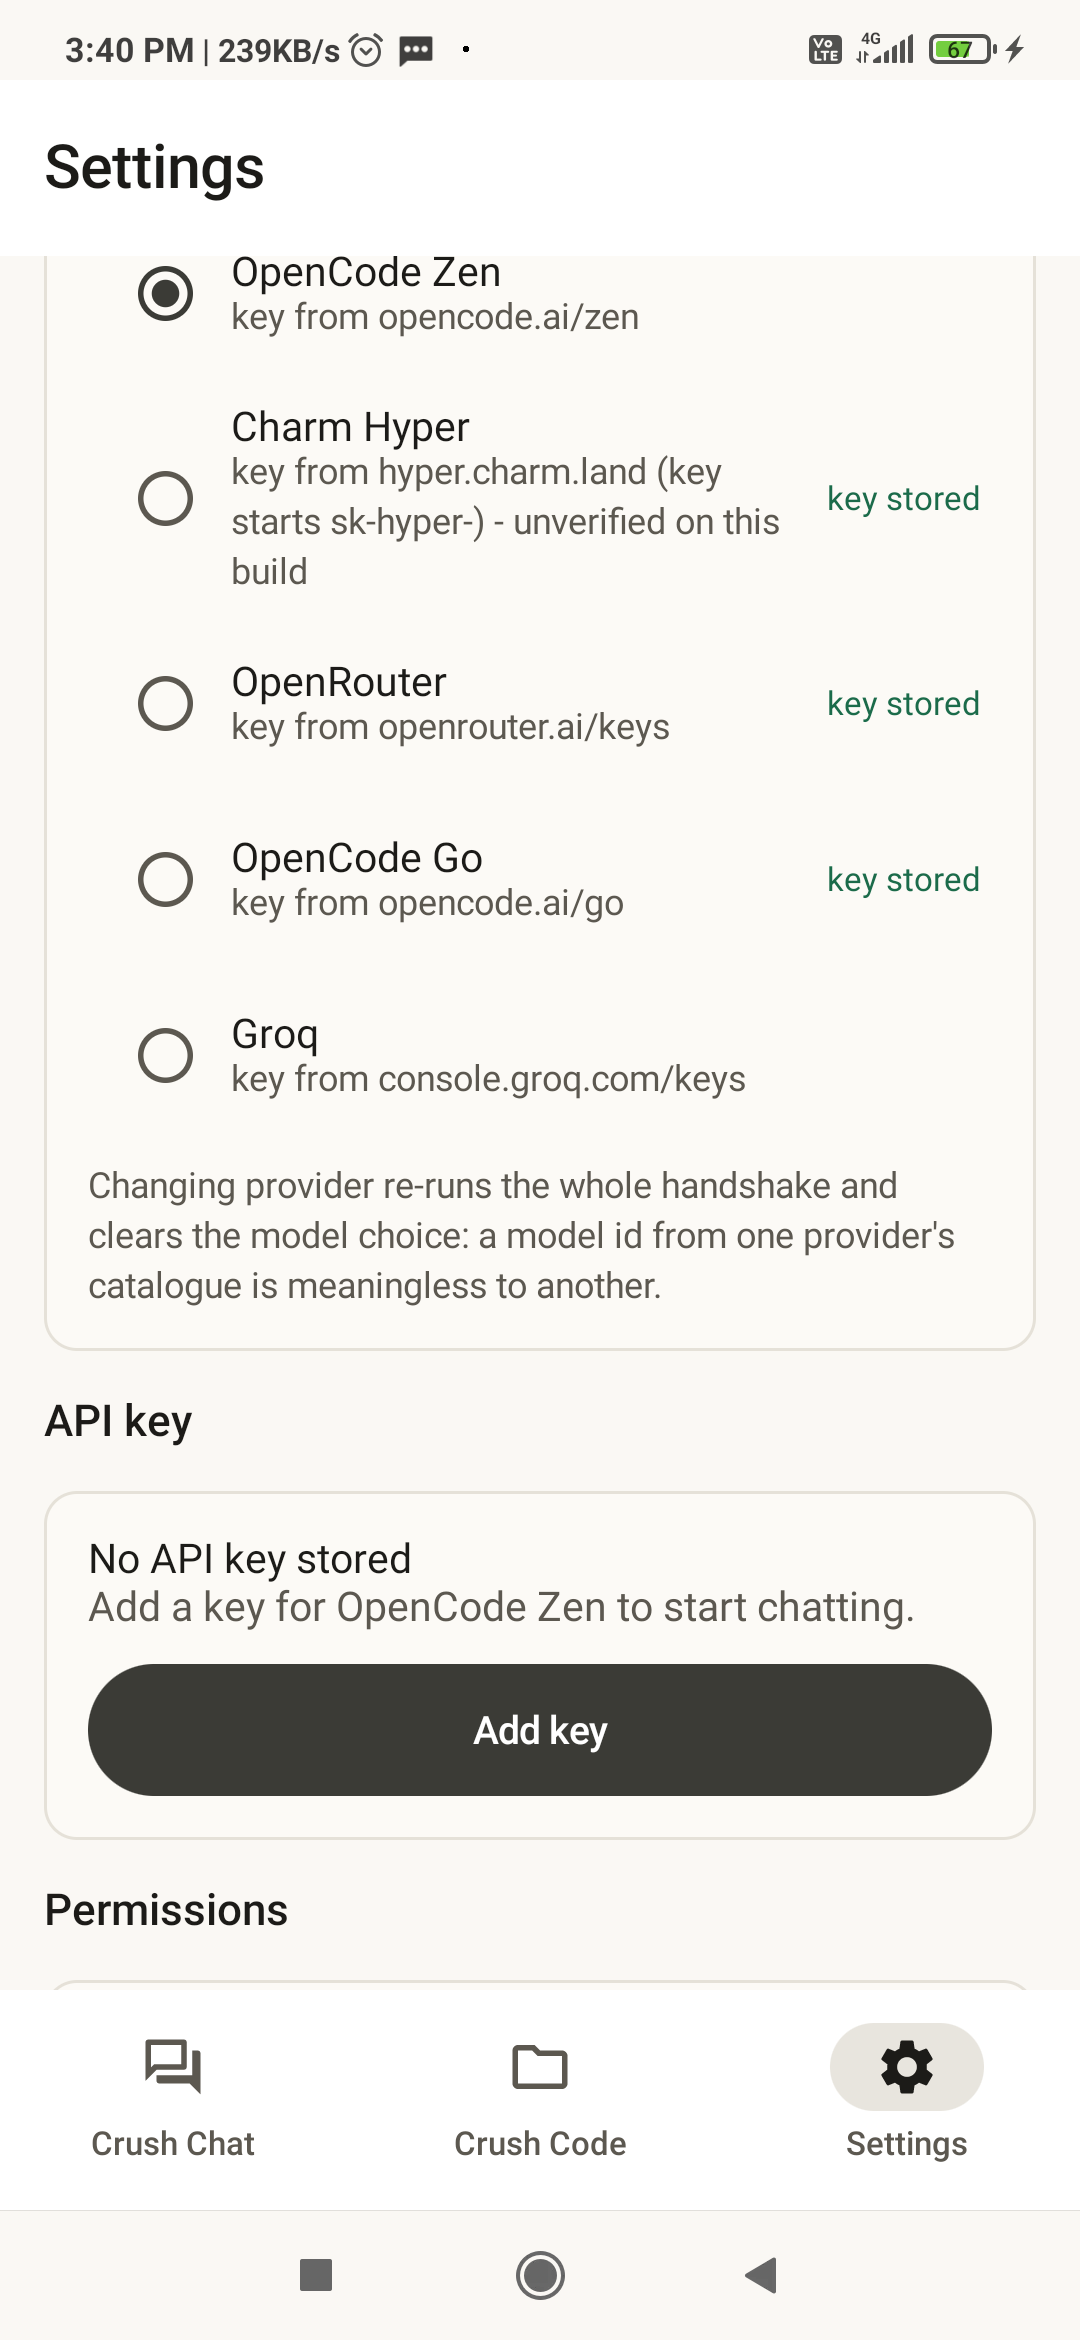 3:40 PM | 239KB/s
Vo LTE 4G 67
Settings
OpenCode Zen
key from opencode.ai/zen
Charm Hyper
key from hyper.charm.land (key
starts sk-hyper-) - unverified on this
build
key stored
OpenRouter
key from openrouter.ai/keys
key stored
OpenCode Go
key from opencode.ai/go
key stored
Groq
key from console.groq.com/keys
Changing provider re-runs the whole handshake and
clears the model choice: a model id from one provider's
catalogue is meaningless to another.
API key
No API key stored
Add a key for OpenCode Zen to start chatting.
Add key
Permissions
Crush Chat
Crush Code
Settings